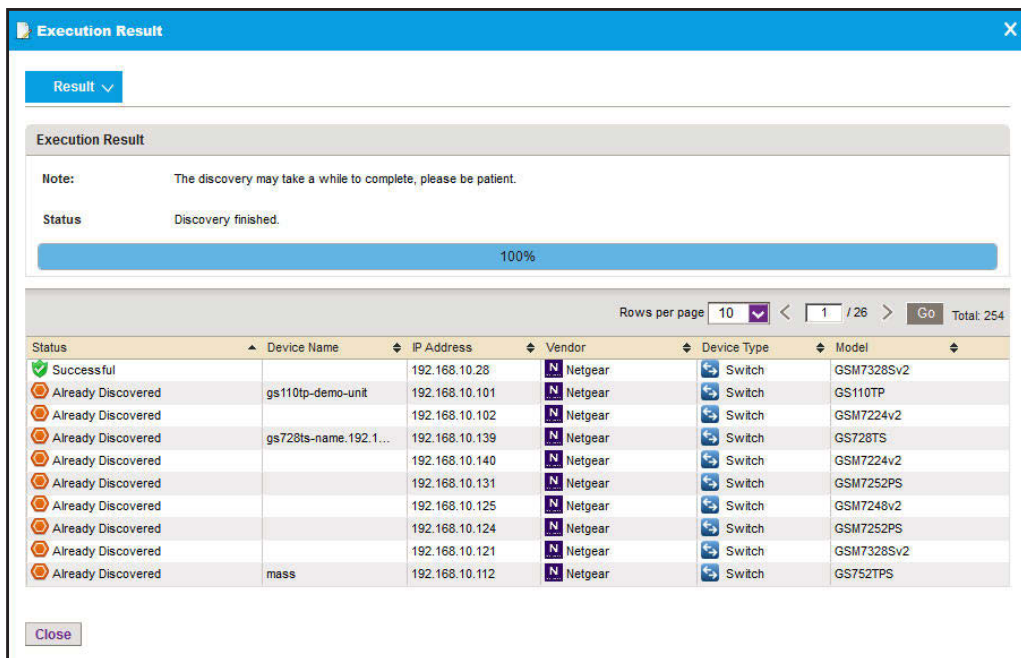 Execution Result X
Result
Execution Result
Note: The discovery may take a while to complete, please be patient.
Status Discovery finished.
100%
Rows per page 10 < 1 / 26 > Go Total: 254
Status Device Name IP Address Vendor Device Type Model
Successful 192.168.10.28 N Netgear Switch GSM7328Sv2
Already Discovered gs110tp-demo-unit 192.168.10.101 N Netgear Switch GS110TP
Already Discovered 192.168.10.102 N Netgear Switch GSM7224v2
Already Discovered gs728ts-name.192.1... 192.168.10.139 N Netgear Switch GS728TS
Already Discovered 192.168.10.140 N Netgear Switch GSM7224v2
Already Discovered 192.168.10.131 N Netgear Switch GSM7252PS
Already Discovered 192.168.10.125 N Netgear Switch GSM7248v2
Already Discovered 192.168.10.124 N Netgear Switch GSM7252PS
Already Discovered 192.168.10.121 N Netgear Switch GSM7328Sv2
Already Discovered mass 192.168.10.112 N Netgear Switch GS752TPS
Close